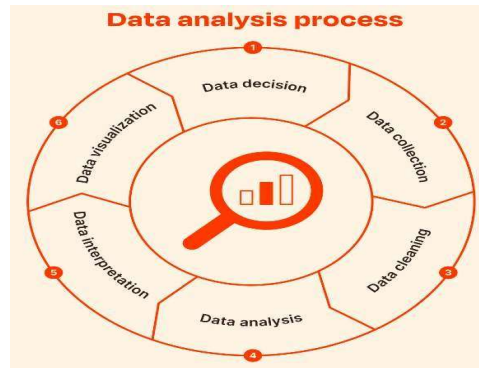 Data analysis process
1
Data decision
2
Data collection
3
Data cleaning
4
Data analysis
5
Data interpretation
6
Data visualization